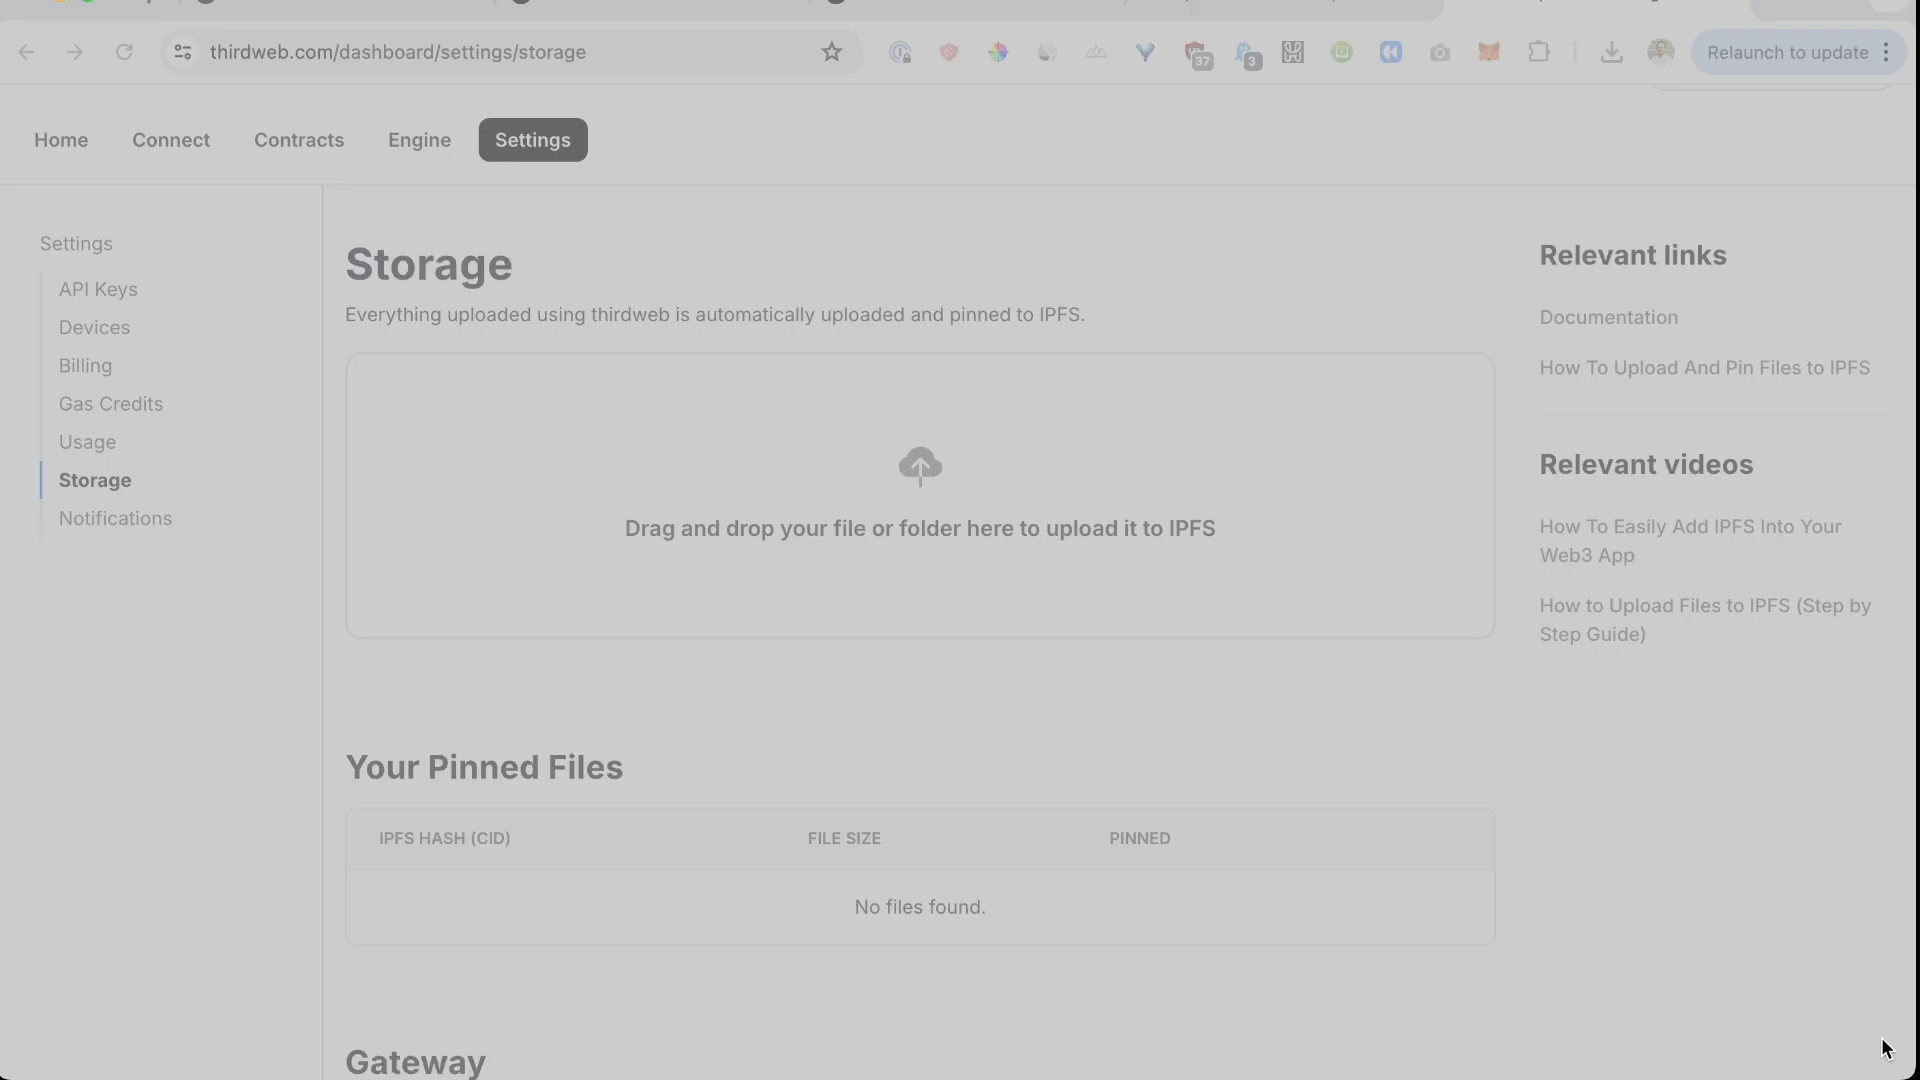 thirdweb.com/dashboard/settings/storage
37
3
Relaunch to update
Home
Connect
Contracts
Engine
Settings
Settings
API Keys
Devices
Billing
Gas Credits
Usage
Storage
Notifications
Storage
Everything uploaded using thirdweb is automatically uploaded and pinned to IPFS.
Drag and drop your file or folder here to upload it to IPFS
Your Pinned Files
IPFS HASH (CID)
FILE SIZE
PINNED
No files found.
Gateway
Relevant links
Documentation
How To Upload And Pin Files to IPFS
Relevant videos
How To Easily Add IPFS Into Your
Web3 App
How to Upload Files to IPFS (Step by
Step Guide)